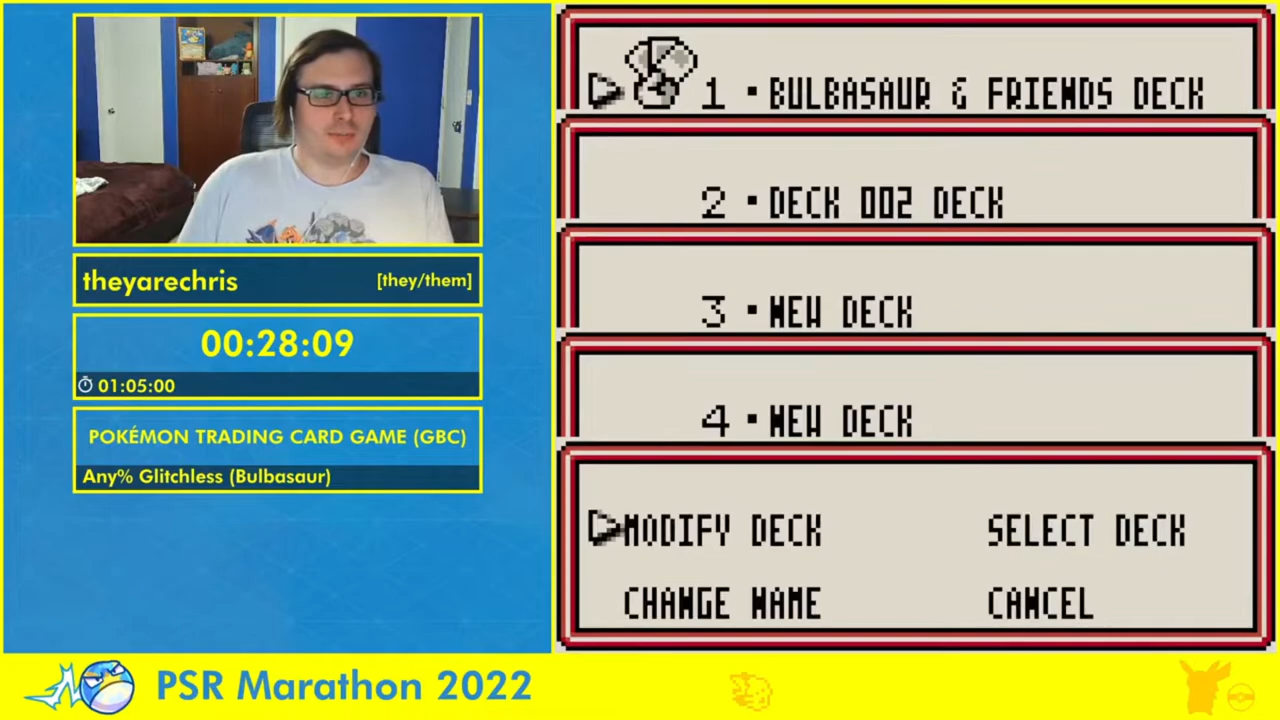 theyarechris
[they/them]
00:28:09
01:05:00
POKÉMON TRADING CARD GAME (GBC)
Any% Glitchless (Bulbasaur)
1 • BULBASAUR & FRIENDS DECK
2 • DECK 002 DECK
3 • NEW DECK
4 • NEW DECK
MODIFY DECK SELECT DECK
CHANGE NAME CANCEL
PSR Marathon 2022